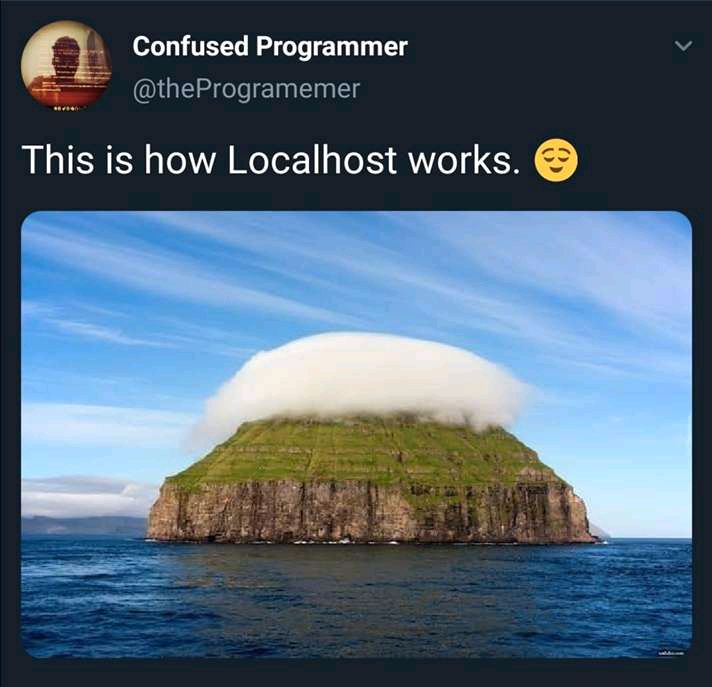 Confused Programmer
@theProgramemer
This is how Localhost works. 😌